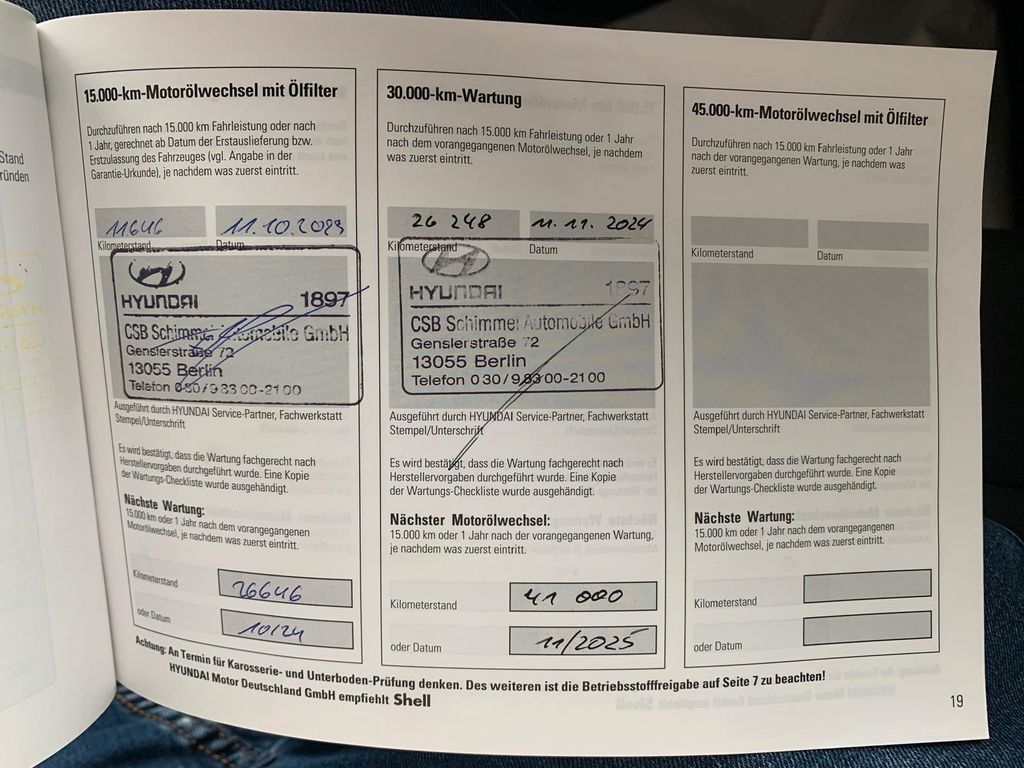 Stand
ründen
15.000-km-Motorölwechsel mit Ölfilter
Durchzuführen nach 15.000 km Fahrleistung oder nach
1 Jahr, gerechnet ab Datum der Erstauslieferung bzw.
Erstzulassung des Fahrzeuges (vgl. Angabe in der
Garantie-Urkunde), je nachdem was zuerst eintritt.
11646 11.10.2023
Kilometerstand Datum
HYUNDAI 1897
CSB Schimmel Automobile GmbH
Genslerstraße 72
13055 Berlin
Telefon 030/98300-2100
Ausgeführt durch HYUNDAI Service-Partner, Fachwerkstatt
Stempel/Unterschrift
Es wird bestätigt, dass die Wartung fachgerecht nach
Herstellervorgaben durchgeführt wurde. Eine Kopie
der Wartungs-Checkliste wurde ausgehändigt.
Nächste Wartung:
15.000 km oder 1 Jahr nach dem vorangegangenen
Motorölwechsel, je nachdem was zuerst eintritt.
Kilometerstand 26646
oder Datum 10/24
30.000-km-Wartung
Durchzuführen nach 15.000 km Fahrleistung oder 1 Jahr
nach dem vorangegangenen Motorölwechsel, je nachdem
was zuerst eintritt.
26 248 11.11. 2024
Kilometerstand Datum
HYUNDAI 1897
CSB Schimmel Automobile GmbH
Genslerstraße 72
13055 Berlin
Telefon 030/98300-2100
Ausgeführt durch HYUNDAI Service-Partner, Fachwerkstatt
Stempel/Unterschrift
Es wird bestätigt, dass die Wartung fachgerecht nach
Herstellervorgaben durchgeführt wurde. Eine Kopie
der Wartungs-Checkliste wurde ausgehändigt.
Nächster Motorölwechsel:
15.000 km oder 1 Jahr nach der vorangegangenen Wartung,
je nachdem was zuerst eintritt.
Kilometerstand 41 000
oder Datum 11/2025
45.000-km-Motorölwechsel mit Ölfilter
Durchzuführen nach 15.000 km Fahrleistung oder 1 Jahr
nach der vorangegangenen Wartung, je nachdem was
zuerst eintritt.
Kilometerstand Datum
Ausgeführt durch HYUNDAI Service-Partner, Fachwerkstatt
Stempel/Unterschrift
Es wird bestätigt, dass die Wartung fachgerecht nach
Herstellervorgaben durchgeführt wurde. Eine Kopie
der Wartungs-Checkliste wurde ausgehändigt.
Nächste Wartung:
15.000 km oder 1 Jahr nach dem vorangegangenen
Motorölwechsel, je nachdem was zuerst eintritt.
Kilometerstand
oder Datum
Achtung: An Termin für Karosserie- und Unterboden-Prüfung denken. Des weiteren ist die Betriebsstofffreigabe auf Seite 7 zu beachten!
HYUNDAI Motor Deutschland GmbH empfiehlt Shell
19